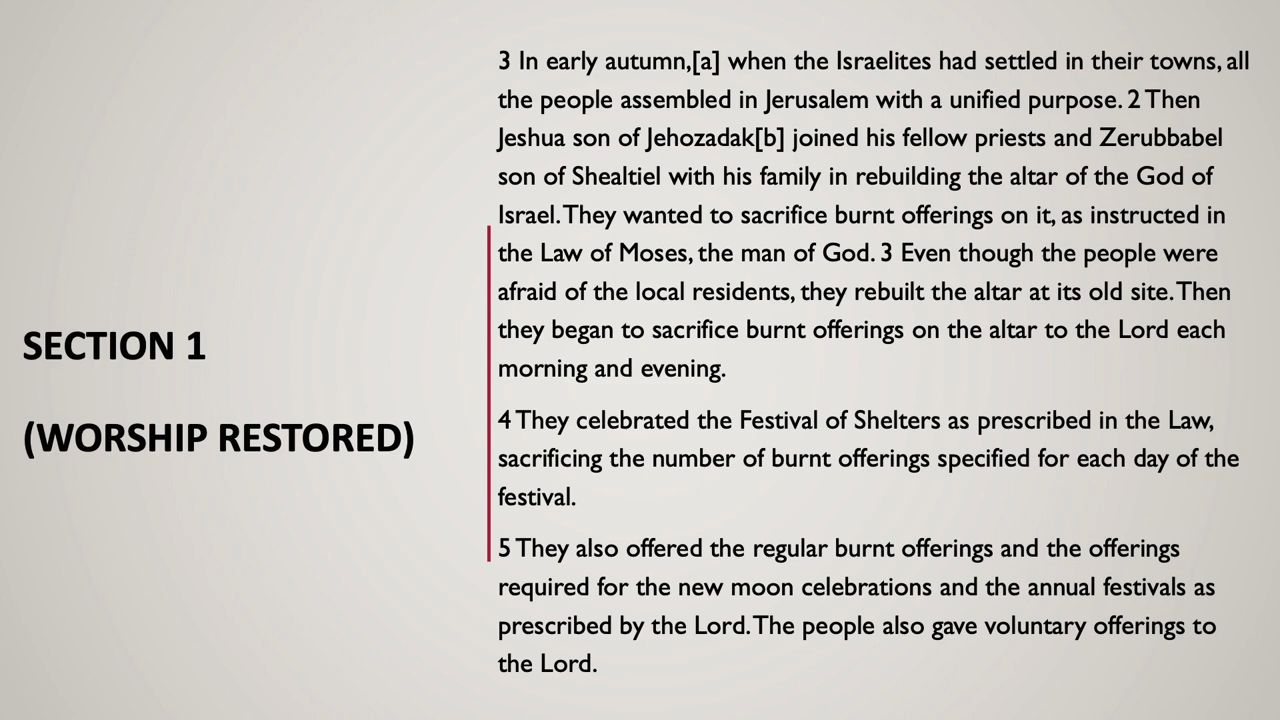 SECTION 1
(WORSHIP RESTORED)
3 In early autumn,[a] when the Israelites had settled in their towns, all
the people assembled in Jerusalem with a unified purpose. 2 Then
Jeshua son of Jehozadak[b] joined his fellow priests and Zerubbabel
son of Shealtiel with his family in rebuilding the altar of the God of
Israel. They wanted to sacrifice burnt offerings on it, as instructed in
the Law of Moses, the man of God. 3 Even though the people were
afraid of the local residents, they rebuilt the altar at its old site. Then
they began to sacrifice burnt offerings on the altar to the Lord each
morning and evening.
4 They celebrated the Festival of Shelters as prescribed in the Law,
sacrificing the number of burnt offerings specified for each day of the
festival.
5 They also offered the regular burnt offerings and the offerings
required for the new moon celebrations and the annual festivals as
prescribed by the Lord. The people also gave voluntary offerings to
the Lord.